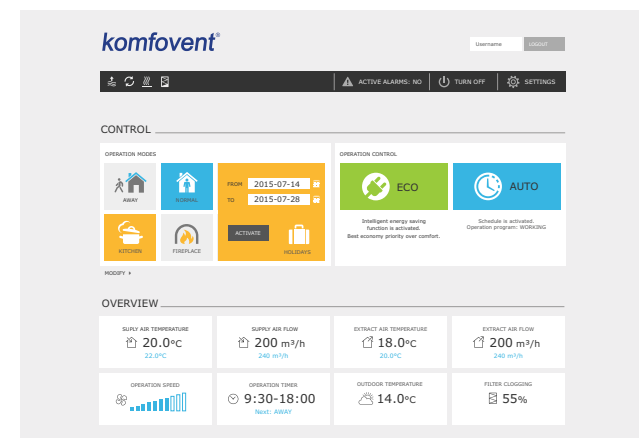 komfovent®
Username LOGOUT
ACTIVE ALARMS: NO TURN OFF SETTINGS
CONTROL
OPERATION MODES
AWAY
NORMAL
KITCHEN
FIREPLACE
FROM 2015-07-14
TO 2015-07-28
ACTIVATE
HOLIDAYS
OPERATION CONTROL
ECO
Intelligent energy saving
function is activated.
Best economy priority over comfort.
AUTO
Schedule is activated.
Operation program: WORKING
MODIFY
OVERVIEW
SUPLY AIR TEMPERATURE
20.0°C
22.0°C
SUPPLY AIR FLOW
200 m³/h
240 m³/h
EXTRACT AIR TEMPERATURE
18.0°C
20.0°C
EXTRACT AIR FLOW
200 m³/h
240 m³/h
OPERATION SPEED
OPERATION TIMER
9:30-18:00
Next: AWAY
OUTDOOR TEMPERATURE
14.0°C
FILTER CLOGGING
55%